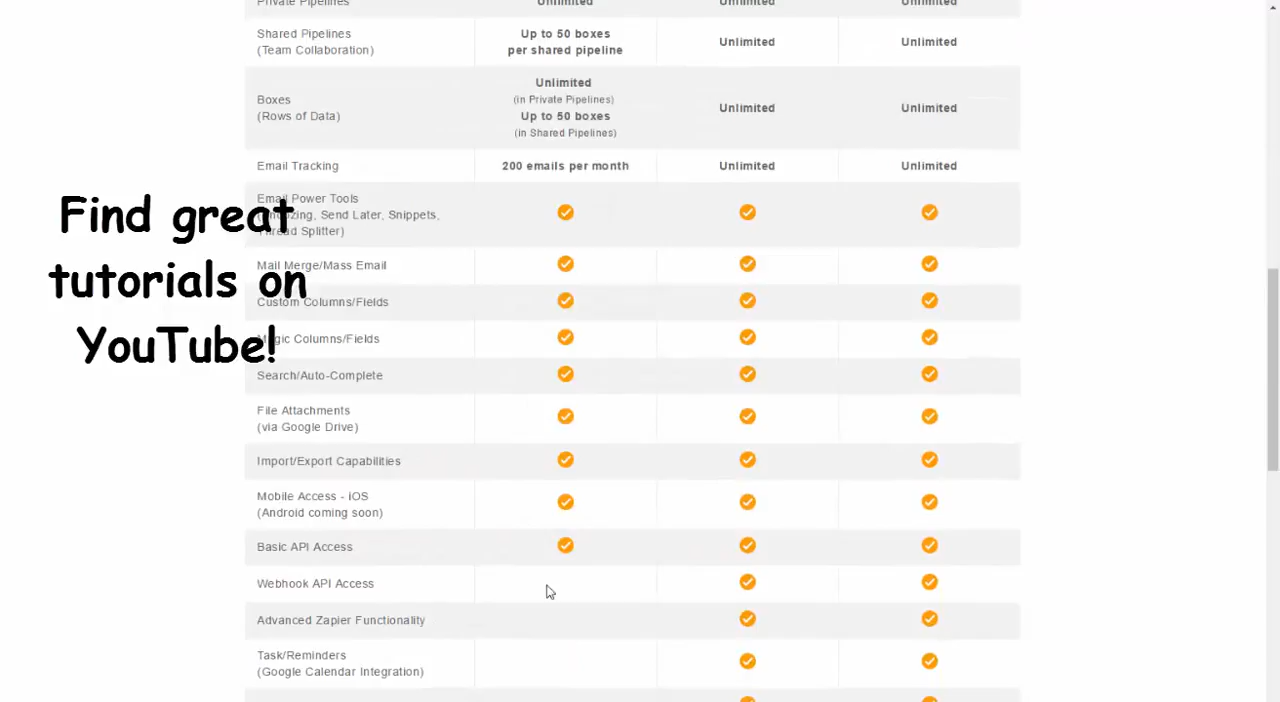 Private Pipelines Unlimited Unlimited Unlimited
Shared Pipelines
(Team Collaboration)
Up to 50 boxes
per shared pipeline
Unlimited Unlimited
Boxes
(Rows of Data)
Unlimited
(in Private Pipelines)
Up to 50 boxes
(in Shared Pipelines)
Unlimited Unlimited
Email Tracking 200 emails per month Unlimited Unlimited
Email Power Tools
Send Later, Snippets,
Splitter)
Find great
tutorials on
YouTube!
Mail Merge/Mass Email
Custom Columns/Fields
Magic Columns/Fields
Search/Auto-Complete
File Attachments
(via Google Drive)
Import/Export Capabilities
Mobile Access - iOS
(Android coming soon)
Basic API Access
Webhook API Access
Advanced Zapier Functionality
Task/Reminders
(Google Calendar Integration)